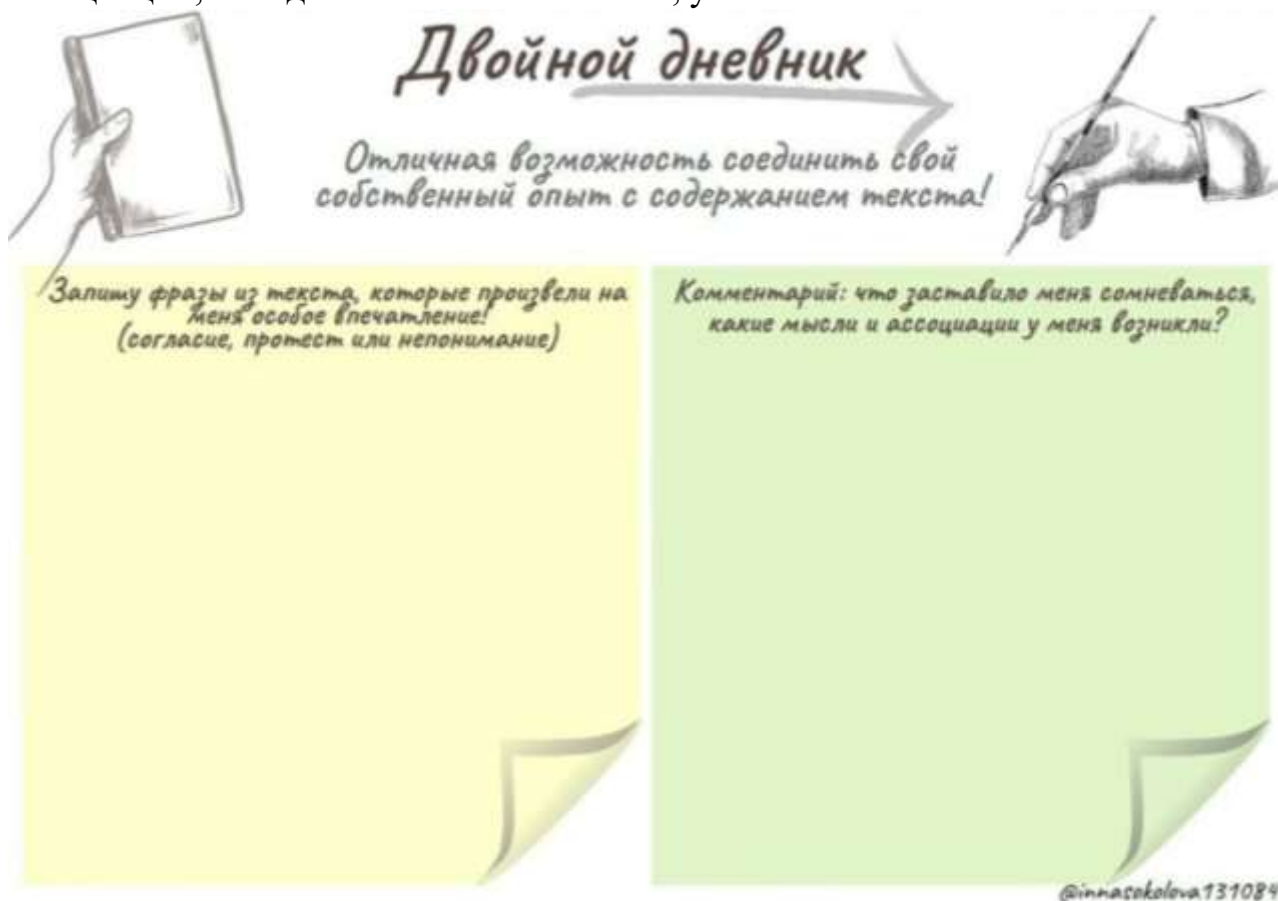 Двойной дневник
Отличная возможность соединить свой
собственный опыт с содержанием текста!
Запишу фразы из текста, которые произвели на
меня особое впечатление!
(согласие, протест или непонимание)
Комментарий: что заставило меня сомневаться,
какие мысли и ассоциации у меня возникли?
@innasokolova131084